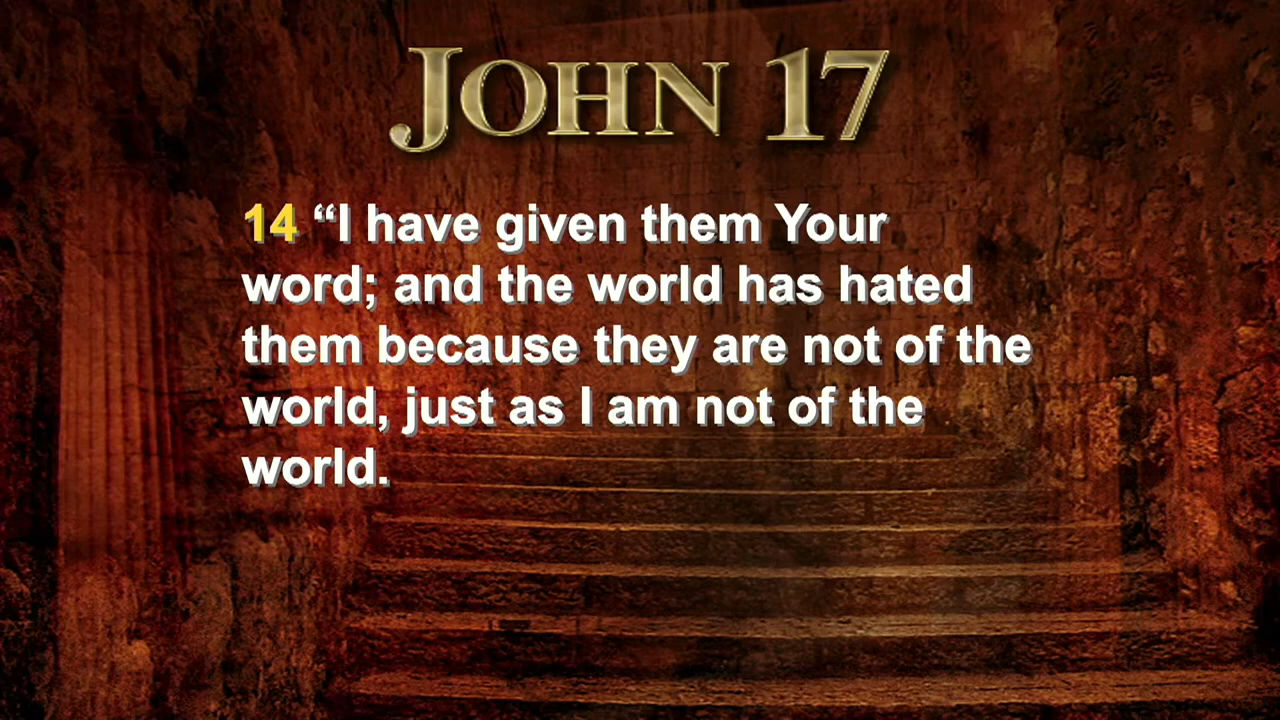 JOHN 17
14 “I have given them Your
word; and the world has hated
them because they are not of the
world, just as I am not of the
world.